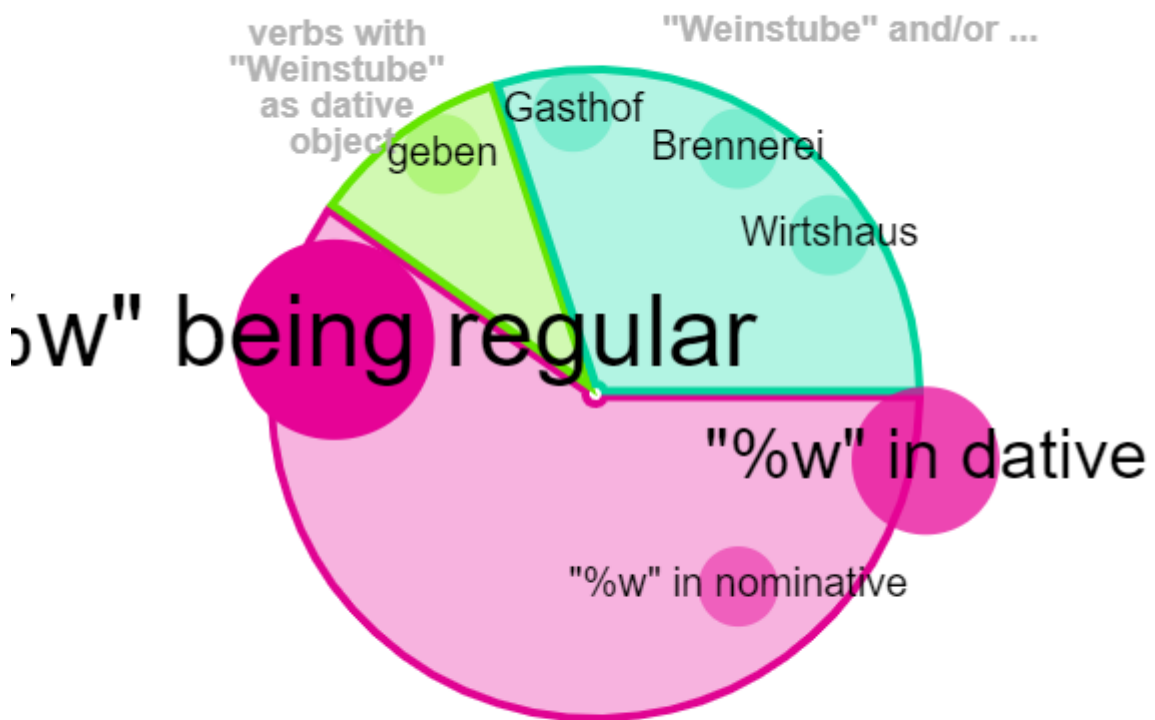 verbs with
"Weinstube"
as dative
object
"Weinstube" and/or ...
geben
Gasthof
Brennerei
Wirtshaus
%w" being regular
"%w" in dative
"%w" in nominative